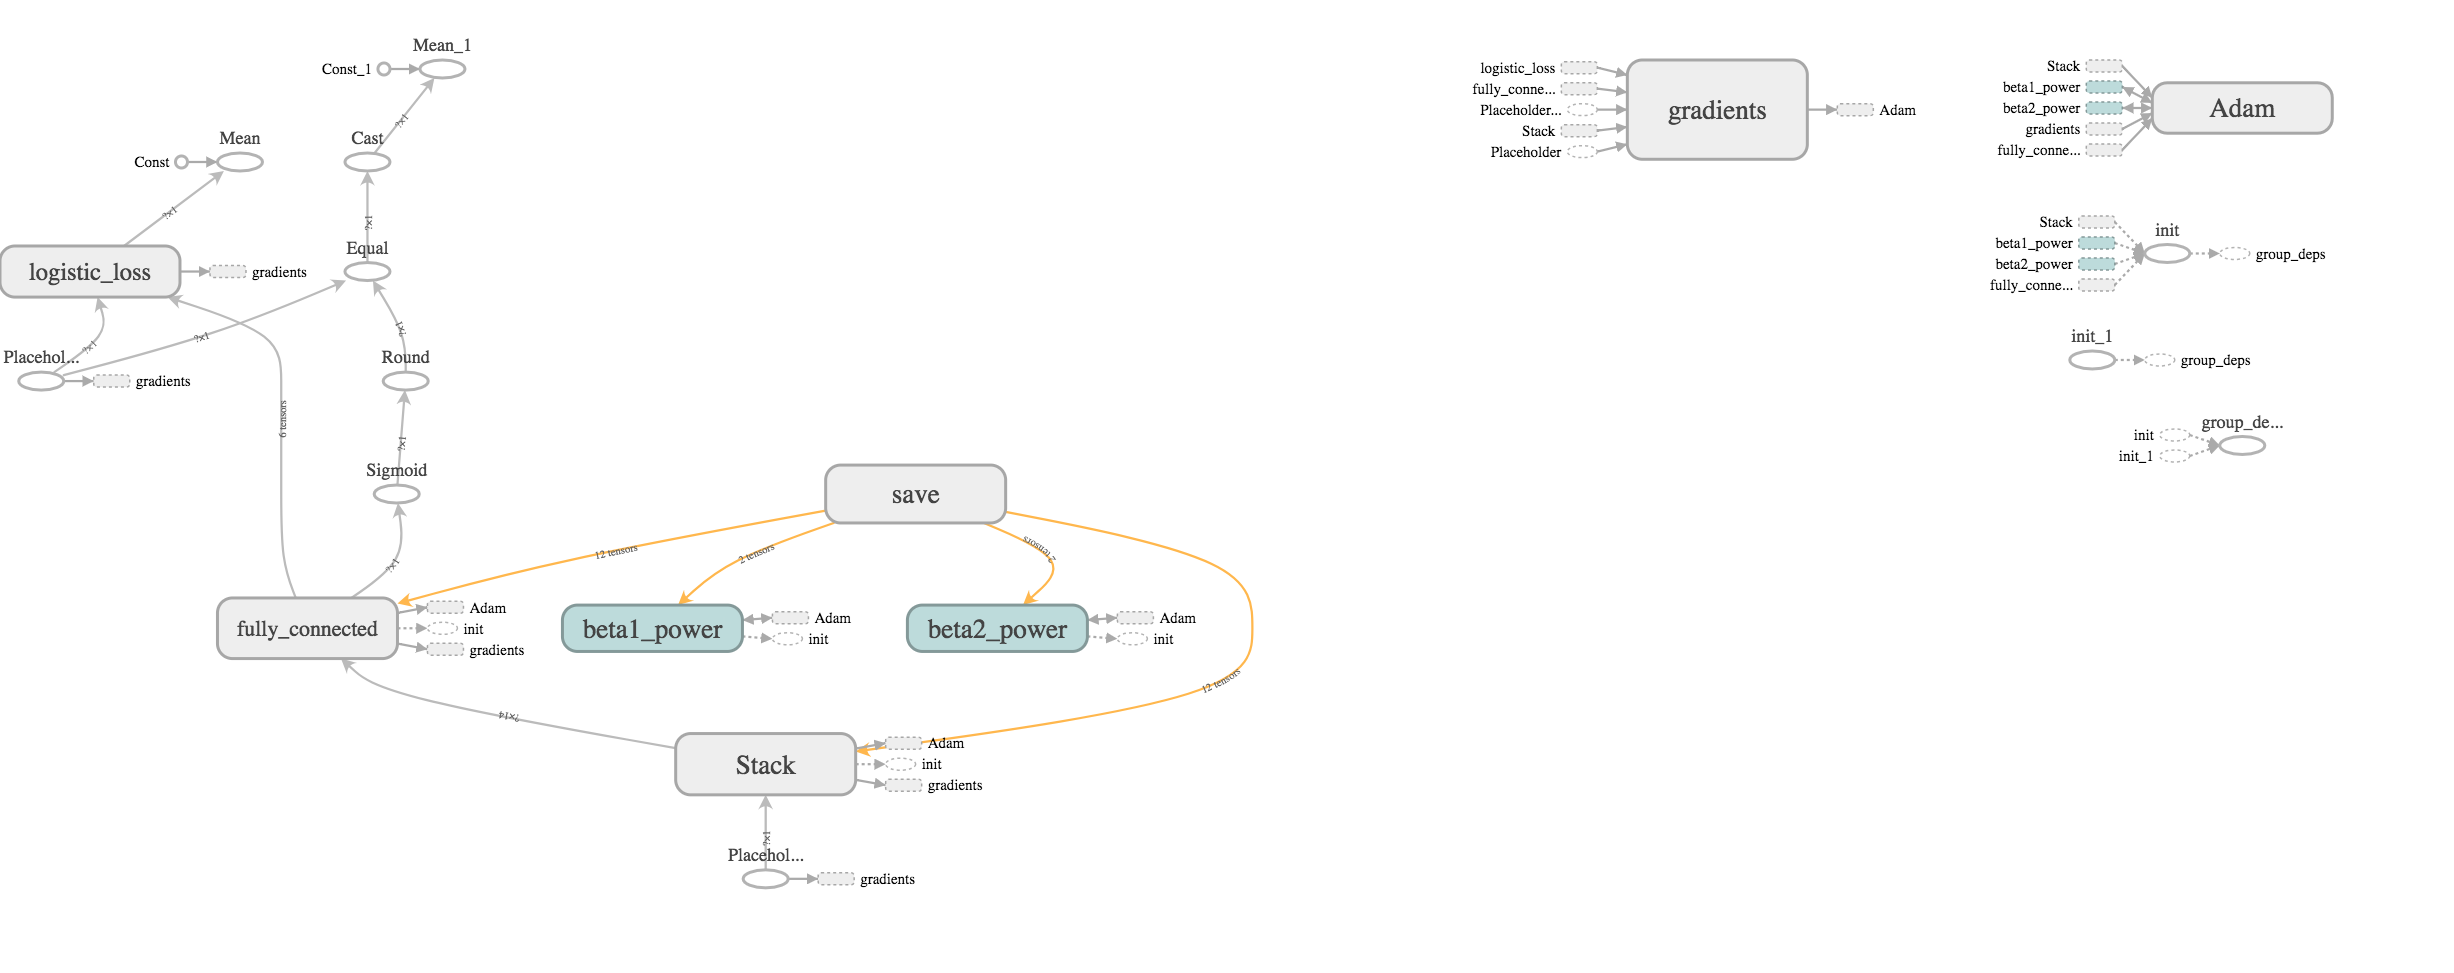 Mean_1
Const_1
?×1
Mean
Const
Cast
?×1
?×1
Equal
logistic_loss
gradients
?×1
?×1
Placehol...
gradients
?×1
Round
6 tensors
?×1
Sigmoid
?×1
save
12 tensors
2 tensors
2 tensors
12 tensors
fully_connected
Adam
init
gradients
beta1_power
Adam
init
beta2_power
Adam
init
?×14
Stack
Adam
init
gradients
?×1
Placehol...
gradients
logistic_loss
fully_conne...
Placeholder...
Stack
Placeholder
gradients
Adam
Stack
beta1_power
beta2_power
gradients
fully_conne...
Adam
Stack
beta1_power
beta2_power
fully_conne...
init
group_deps
init_1
group_deps
group_de...
init
init_1